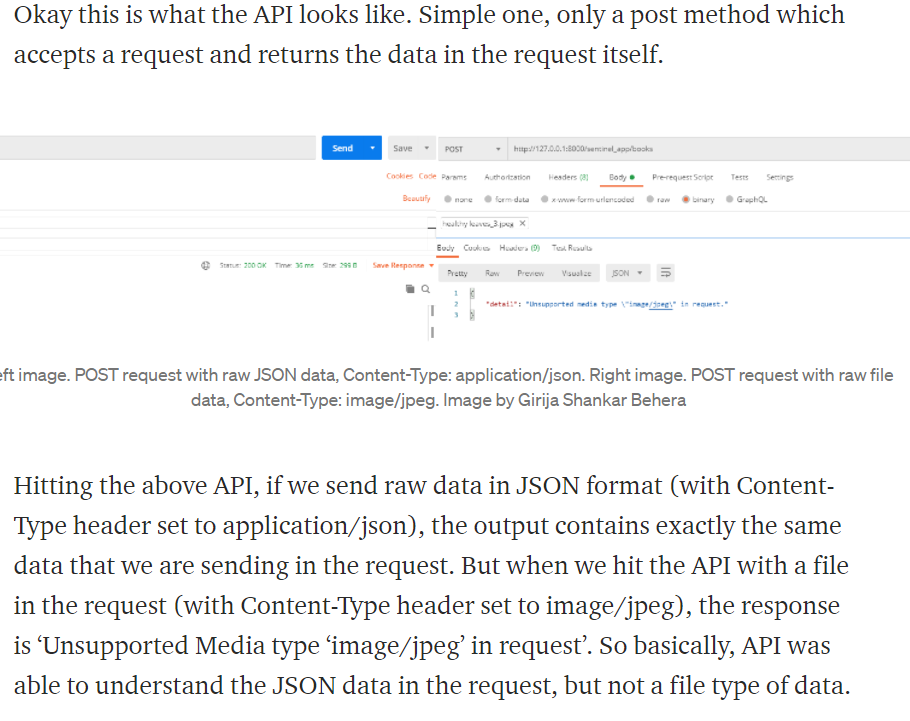 Okay this is what the API looks like. Simple one, only a post method which
accepts a request and returns the data in the request itself.
Send Save POST http://127.0.0.1:8000/sentinel_app/books
Cookies Code Params Authorization Headers (8) Body Pre-request Script Tests Settings
Beautify none form-data x-www-form-urlencoded raw binary GraphQL
healthy leaves_3.jpeg
Body Cookies Headers (9) Test Results
Status: 200 OK Time: 36 ms Size: 299 B Save Response
Pretty Raw Preview Visualize JSON
1 {
2 "detail": "Unsupported media type \"image/jpeg\" in request."
3 }
eft image. POST request with raw JSON data, Content-Type: application/json. Right image. POST request with raw file
data, Content-Type: image/jpeg. Image by Girija Shankar Behera
Hitting the above API, if we send raw data in JSON format (with Content-
Type header set to application/json), the output contains exactly the same
data that we are sending in the request. But when we hit the API with a file
in the request (with Content-Type header set to image/jpeg), the response
is ‘Unsupported Media type ‘image/jpeg’ in request’. So basically, API was
able to understand the JSON data in the request, but not a file type of data.